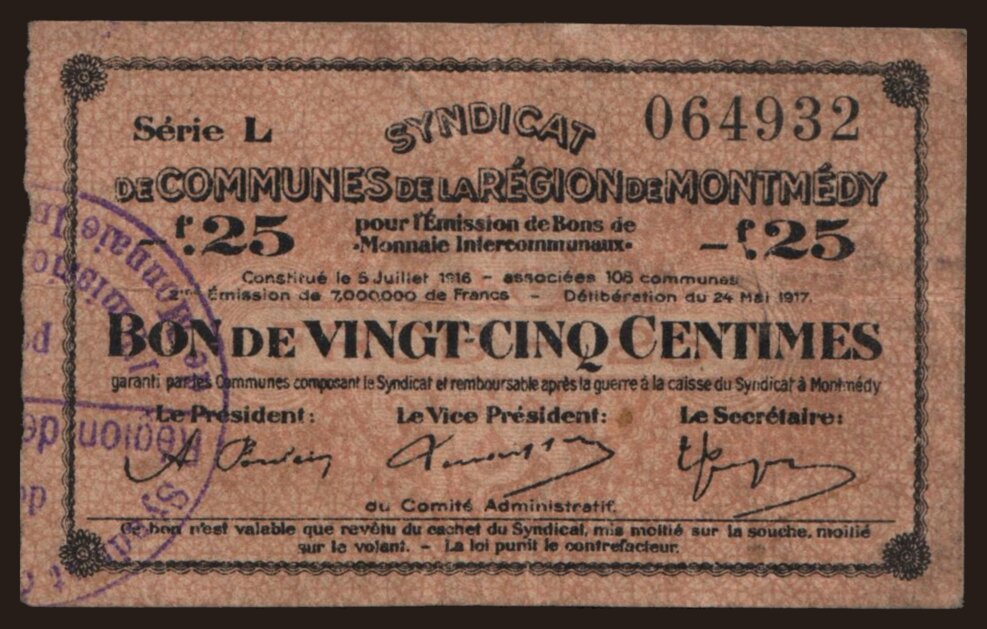 Série L
064932
SYNDICAT
DE COMMUNES DE LA RÉGION DE MONTMÉDY
f. 25
pour l'Émission de Bons de
f. 25
Monnaie Intercommunaux
Constitué le 5 Juillet 1916 – associées 108 communes
2me Émission de 7,000.000 de Francs – Délibération du 24 Mai 1917.
BON DE VINGT-CINQ CENTIMES
garanti par les Communes composant le Syndicat et remboursable après la guerre à la caisse du Syndicat à Montmédy
Le Président:
Le Vice Président:
Le Secrétaire:
du Comité Administratif.
Ce bon n'est valable que revêtu du cachet du Syndicat, mis moitié sur la souche, moitié
sur le volant. – La loi punit le contrefacteur.
Région de